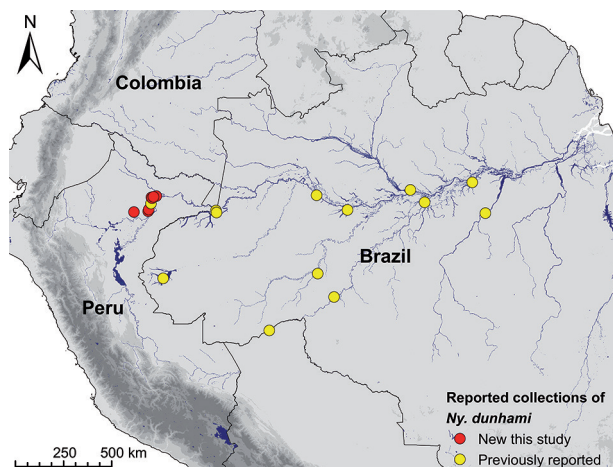 N
Colombia
Brazil
Peru
Reported collections of
Ny. dunhami
New this study
Previously reported
250 500 km